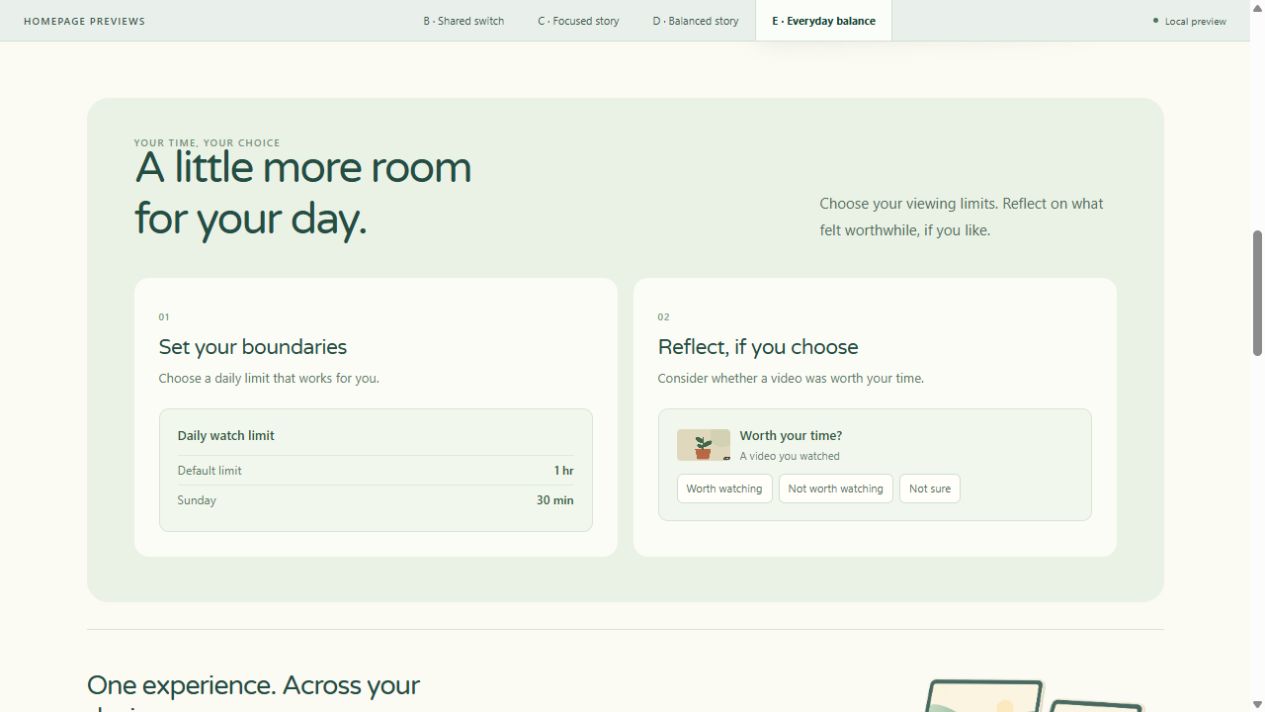 HOMEPAGE PREVIEWS
B · Shared switch
C · Focused story
D · Balanced story
E · Everyday balance
Local preview
YOUR TIME, YOUR CHOICE
A little more room
for your day.
Choose your viewing limits. Reflect on what
felt worthwhile, if you like.
01
Set your boundaries
Choose a daily limit that works for you.
Daily watch limit
Default limit
1 hr
Sunday
30 min
02
Reflect, if you choose
Consider whether a video was worth your time.
Worth your time?
A video you watched
Worth watching
Not worth watching
Not sure
One experience. Across your